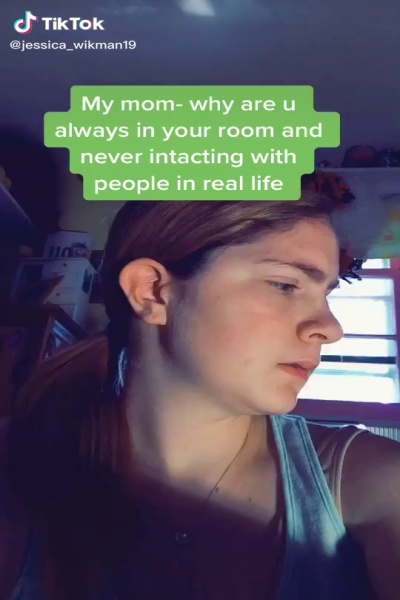 TikTok
@jessica_wikman19
My mom- why are u
always in your room and
never intacting with
people in real life